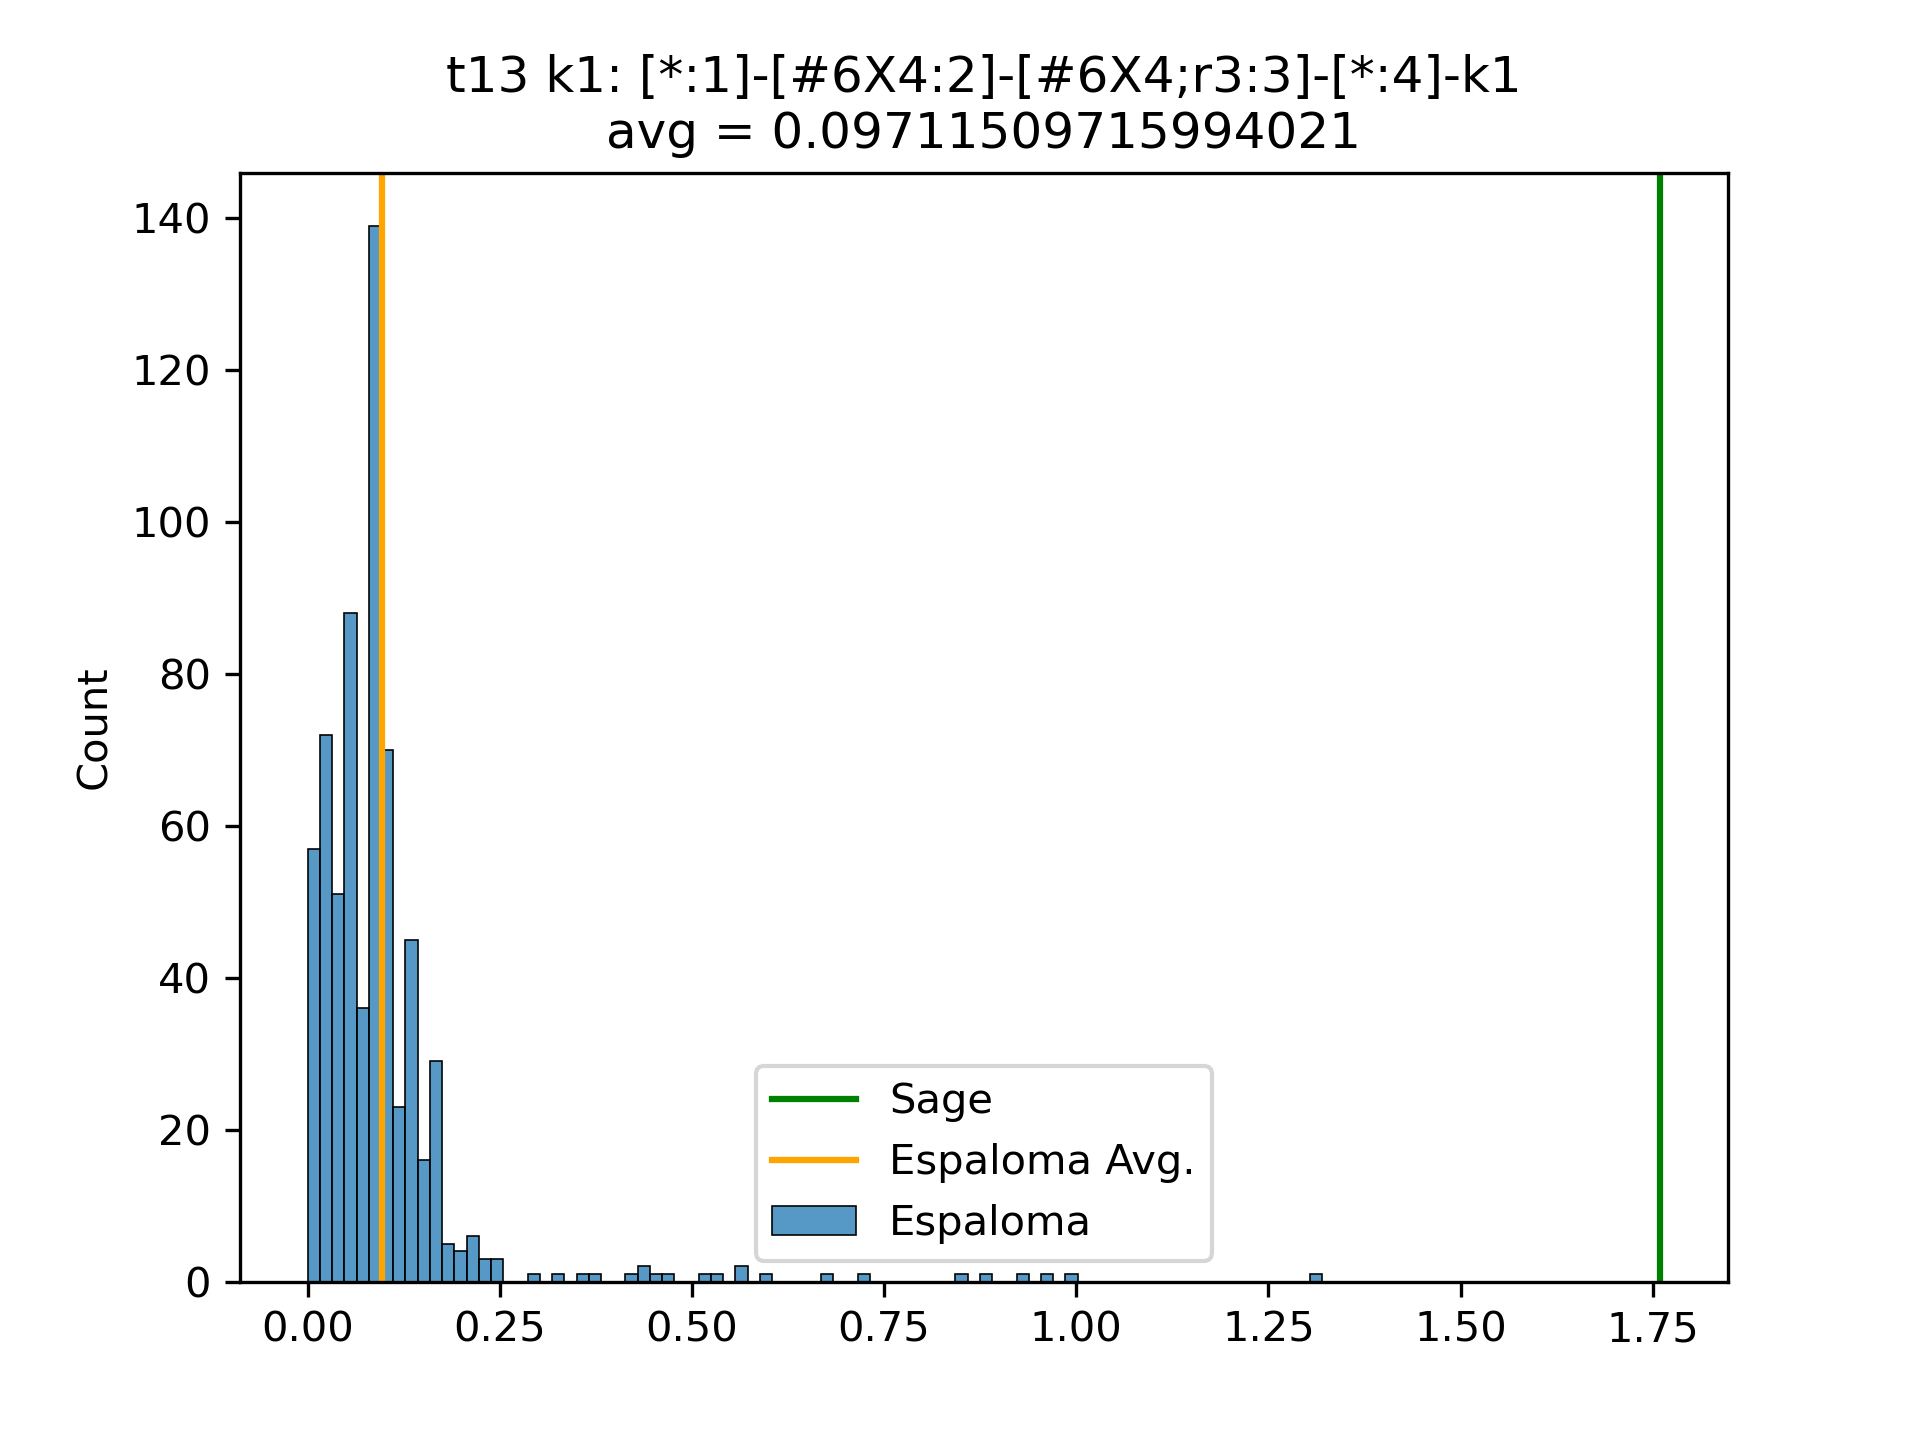 t13 k1: [*:1]-[#6X4:2]-[#6X4;r3:3]-[*:4]-k1
avg = 0.09711509715994021
140
120
100
80
60
40
20
0
Count
Sage
Espaloma Avg.
Espaloma
0.00 0.25 0.50 0.75 1.00 1.25 1.50 1.75